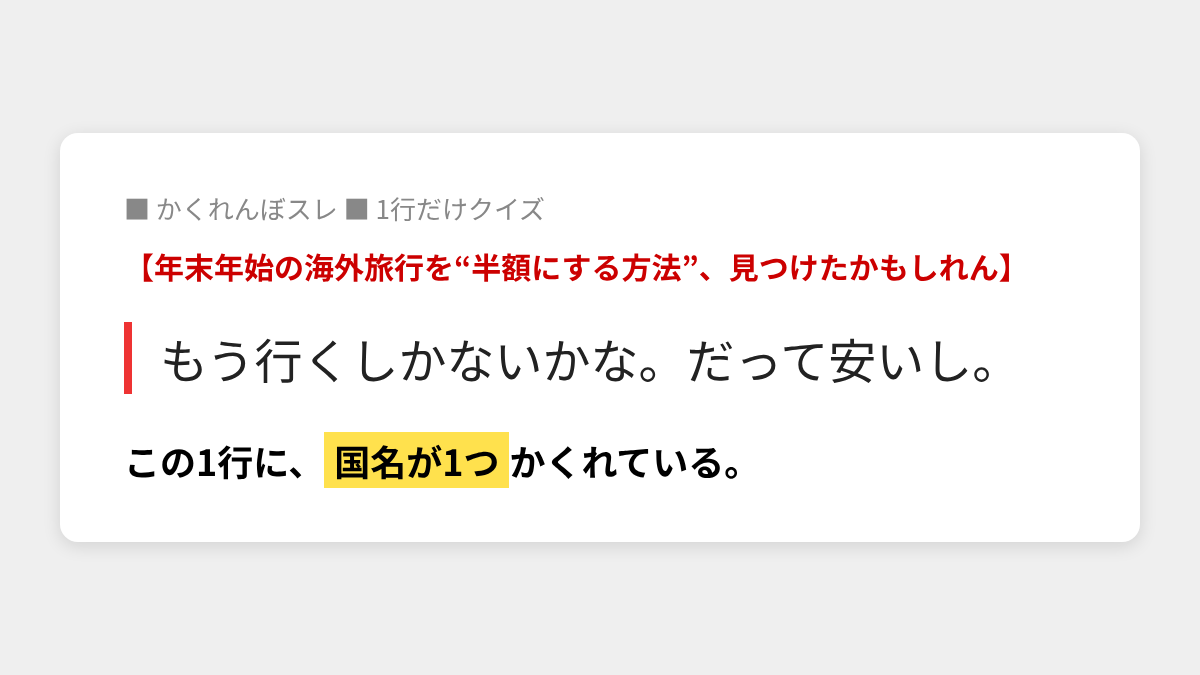 ■ かくれんぼスレ ■ 1行だけクイズ
【年末年始の海外旅行を“半額にする方法”、見つけたかもしれん】
もう行くしかないかな。だって安いし。
この1行に、国名が1つかくれている。